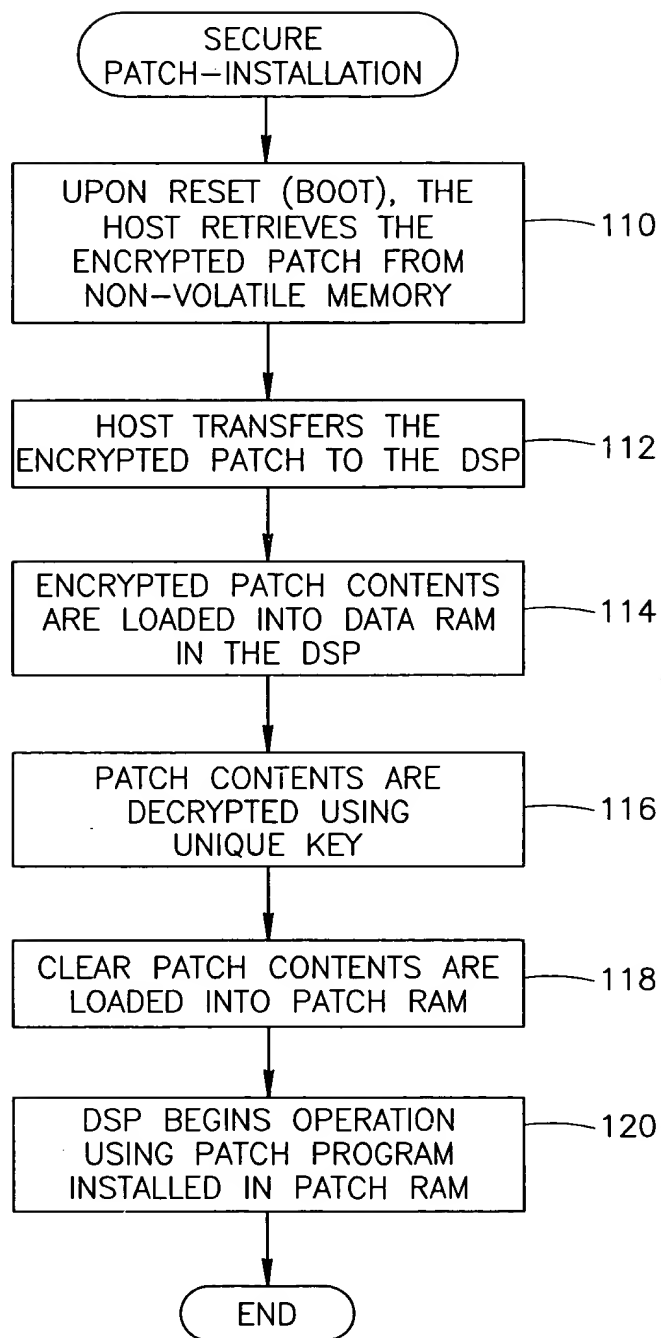 SECURE
PATCH-INSTALLATION
UPON RESET (BOOT), THE
HOST RETRIEVES THE
ENCRYPTED PATCH FROM
NON-VOLATILE MEMORY
110
HOST TRANSFERS THE
ENCRYPTED PATCH TO THE DSP
112
ENCRYPTED PATCH CONTENTS
ARE LOADED INTO DATA RAM
IN THE DSP
114
PATCH CONTENTS ARE
DECRYPTED USING
UNIQUE KEY
116
CLEAR PATCH CONTENTS ARE
LOADED INTO PATCH RAM
118
DSP BEGINS OPERATION
USING PATCH PROGRAM
INSTALLED IN PATCH RAM
120
END